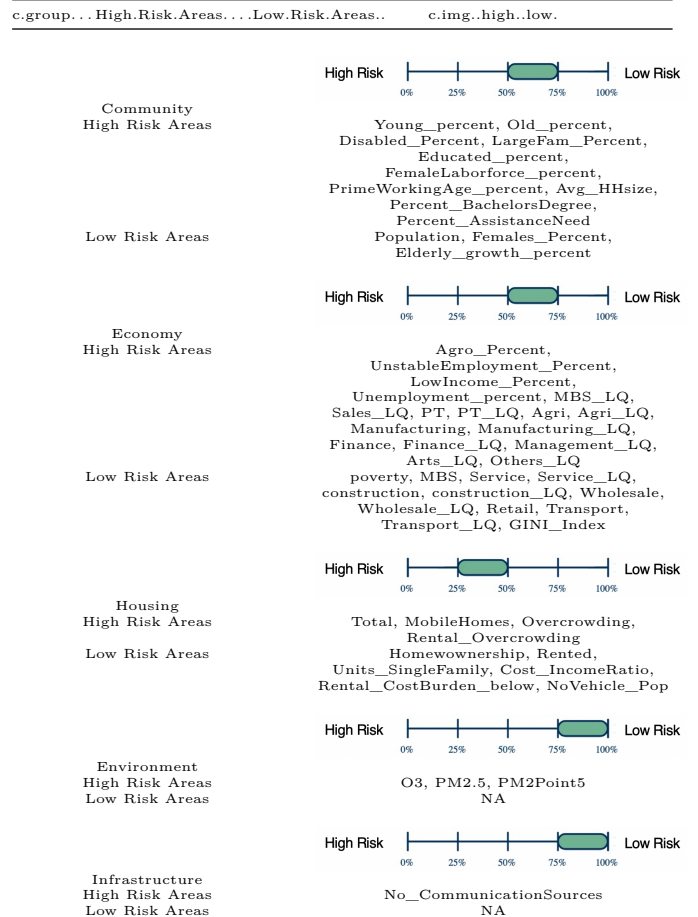 c.group...High.Risk.Areas....Low.Risk.Areas.. c.img..high..low.
High Risk Low Risk
0% 25% 50% 75% 100%
Community
High Risk Areas Young_percent, Old_percent,
Disabled_Percent, LargeFam_Percent,
Educated_percent,
FemaleLaborforce_percent,
PrimeWorkingAge_percent, Avg_HHsize,
Percent_BachelorsDegree,
Percent_AssistanceNeed
Low Risk Areas Population, Females_Percent,
Elderly_growth_percent
High Risk Low Risk
0% 25% 50% 75% 100%
Economy
High Risk Areas Agro_Percent,
UnstableEmployment_Percent,
LowIncome_Percent,
Unemployment_percent, MBS_LQ,
Sales_LQ, PT, PT_LQ, Agri, Agri_LQ,
Manufacturing, Manufacturing_LQ,
Finance, Finance_LQ, Management_LQ,
Arts_LQ, Others_LQ
Low Risk Areas poverty, MBS, Service, Service_LQ,
construction, construction_LQ, Wholesale,
Wholesale_LQ, Retail, Transport,
Transport_LQ, GINI_Index
High Risk Low Risk
0% 25% 50% 75% 100%
Housing
High Risk Areas Total, MobileHomes, Overcrowding,
Rental_Overcrowding
Low Risk Areas Homewownership, Rented,
Units_SingleFamily, Cost_IncomeRatio,
Rental_CostBurden_below, NoVehicle_Pop
High Risk Low Risk
0% 25% 50% 75% 100%
Environment
High Risk Areas O3, PM2.5, PM2Point5
Low Risk Areas NA
High Risk Low Risk
0% 25% 50% 75% 100%
Infrastructure
High Risk Areas No_CommunicationSources
Low Risk Areas NA